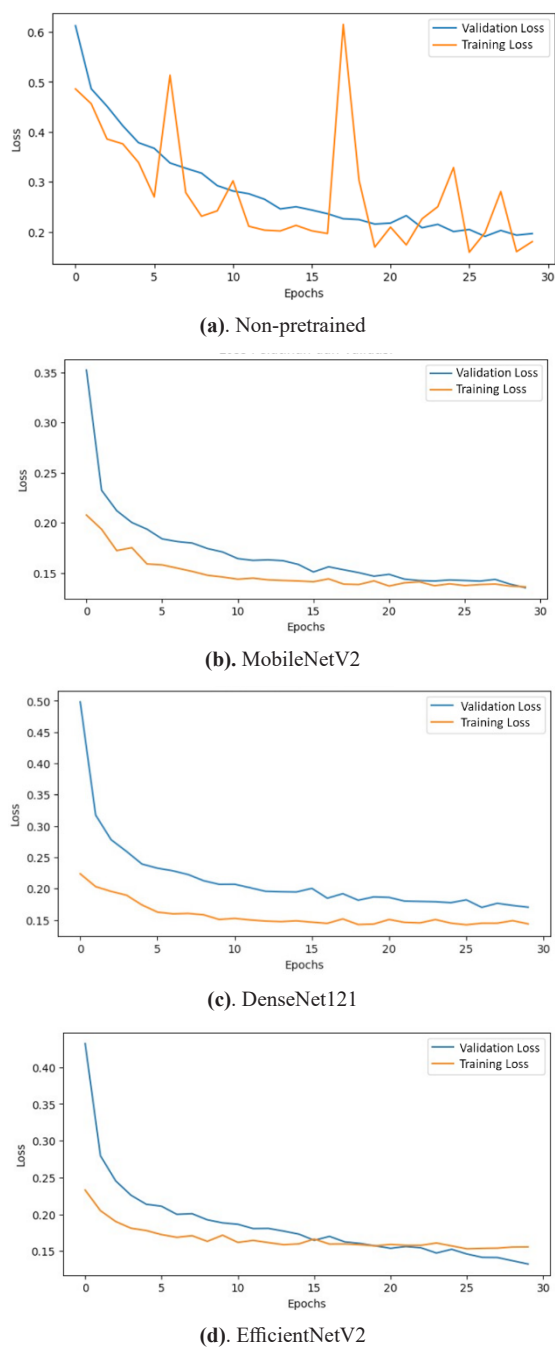 0.6
0.5
0.4
0.3
0.2
Loss
Validation Loss
Training Loss
0 5 10 15 20 25 30
Epochs
(a). Non-pretrained
0.35
0.30
0.25
0.20
0.15
Loss
Validation Loss
Training Loss
0 5 10 15 20 25 30
Epochs
(b). MobileNetV2
0.50
0.45
0.40
0.35
0.30
0.25
0.20
0.15
Loss
Validation Loss
Training Loss
0 5 10 15 20 25 30
Epochs
(c). DenseNet121
0.40
0.35
0.30
0.25
0.20
0.15
Loss
Validation Loss
Training Loss
0 5 10 15 20 25 30
Epochs
(d). EfficientNetV2